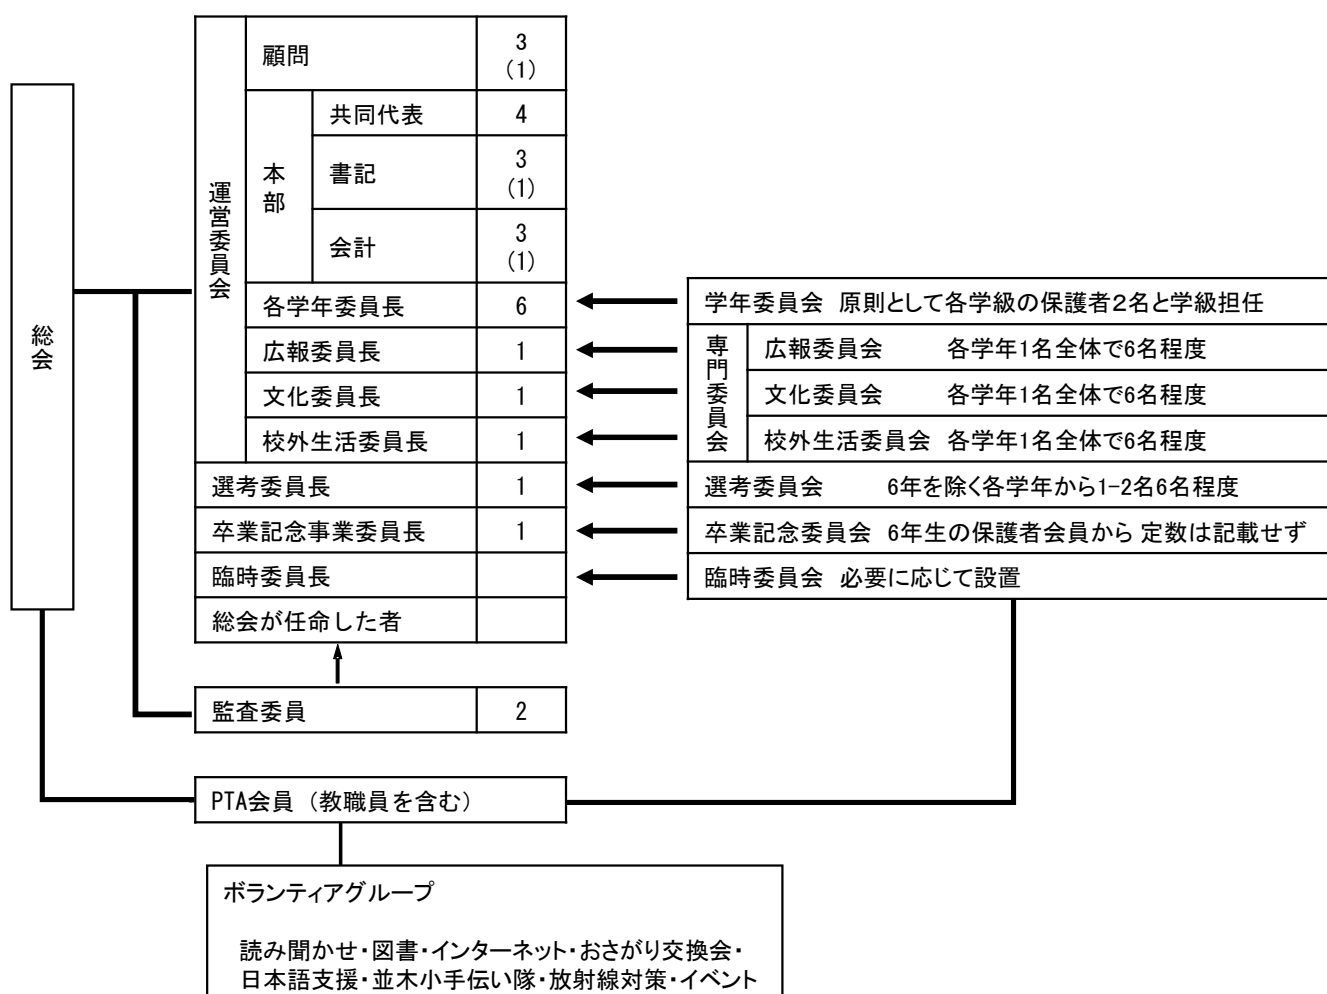 総会
運営委員会
顧問 3
(1)
本部
共同代表 4
書記 3
(1)
会計 3
(1)
各学年委員長 6
広報委員長 1
文化委員長 1
校外生活委員長 1
選考委員長 1
卒業記念事業委員長 1
臨時委員長
総会が任命した者
監査委員 2
PTA会員（教職員を含む）
学年委員会 原則として各学級の保護者２名と学級担任
専門委員会
広報委員会 各学年1名全体で6名程度
文化委員会 各学年1名全体で6名程度
校外生活委員会 各学年1名全体で6名程度
選考委員会 6年を除く各学年から1-2名6名程度
卒業記念委員会 6年生の保護者会員から 定数は記載せず
臨時委員会 必要に応じて設置
ボランティアグループ
読み聞かせ・図書・インターネット・おさがり交換会・
日本語支援・並木小手伝い隊・放射線対策・イベント